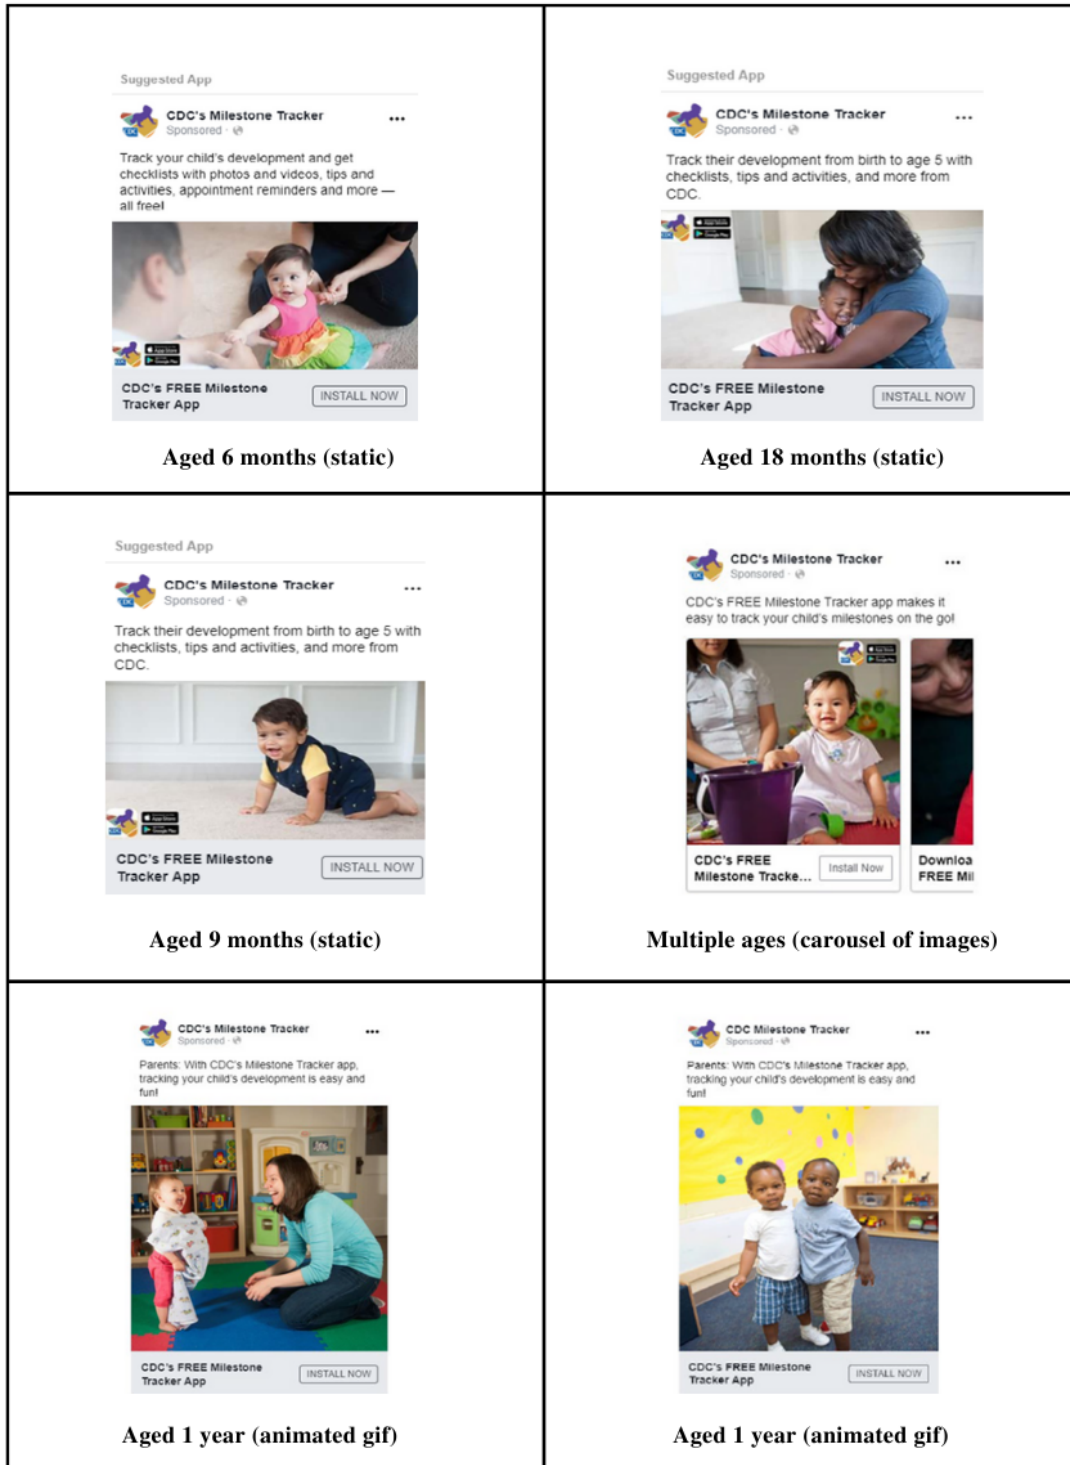 Suggested App
CDC's Milestone Tracker
Sponsored ·
Track your child's development and get
checklists with photos and videos, tips and
activities, appointment reminders and more —
all free!
CDC's FREE Milestone
Tracker App
INSTALL NOW
Aged 6 months (static)
Suggested App
CDC's Milestone Tracker
Sponsored ·
Track their development from birth to age 5 with
checklists, tips and activities, and more from
CDC.
CDC's FREE Milestone
Tracker App
INSTALL NOW
Aged 18 months (static)
Suggested App
CDC's Milestone Tracker
Sponsored ·
Track their development from birth to age 5 with
checklists, tips and activities, and more from
CDC.
App Store
Google Play
CDC's FREE Milestone
Tracker App
INSTALL NOW
Aged 9 months (static)
CDC's Milestone Tracker
Sponsored ·
CDC's FREE Milestone Tracker app makes it
easy to track your child's milestones on the go!
CDC's FREE
Milestone Tracke...
Install Now
Downloa
FREE Mil
Multiple ages (carousel of images)
CDC's Milestone Tracker
Sponsored ·
Parents: With CDC's Milestone Tracker app,
tracking your child's development is easy and
fun!
CDC's FREE Milestone
Tracker App
INSTALL NOW
Aged 1 year (animated gif)
CDC Milestone Tracker
Sponsored ·
Parents: With CDC's Milestone Tracker app,
tracking your child's development is easy and
fun!
CDC's FREE Milestone
Tracker App
INSTALL NOW
Aged 1 year (animated gif)